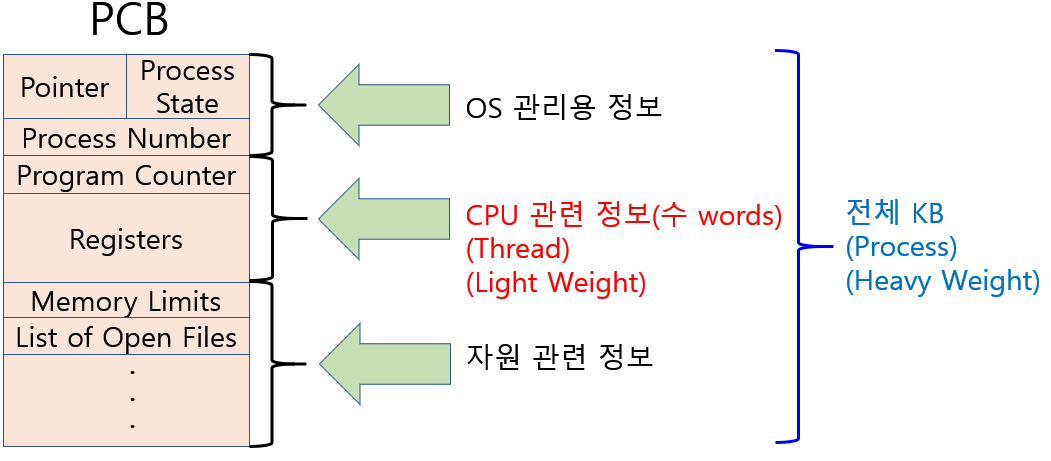 PCB
Pointer
Process
State
Process Number
Program Counter
Registers
Memory Limits
List of Open Files
.
.
.
OS 관리용 정보
CPU 관련 정보(수 words)
(Thread)
(Light Weight)
자원 관련 정보
전체 KB
(Process)
(Heavy Weight)